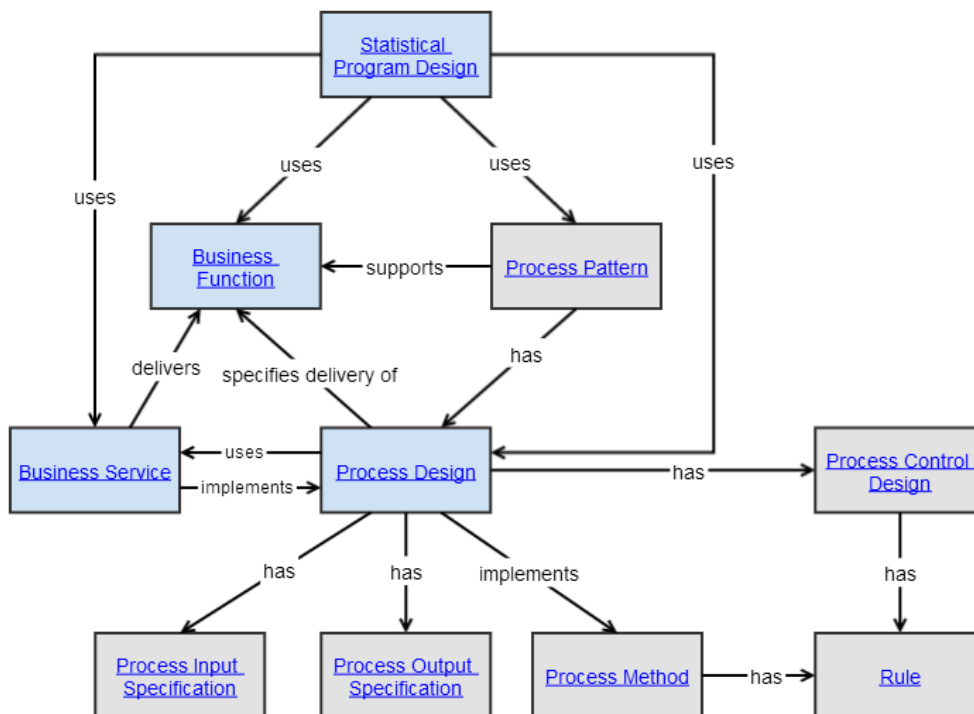 Statistical
Program Design
uses
uses
uses
uses
Business
Function
supports
Process Pattern
delivers
specifies delivery of
has
Business Service
uses
implements
Process Design
has
Process Control
Design
has
has
implements
has
Process Input
Specification
Process Output
Specification
Process Method
has
Rule